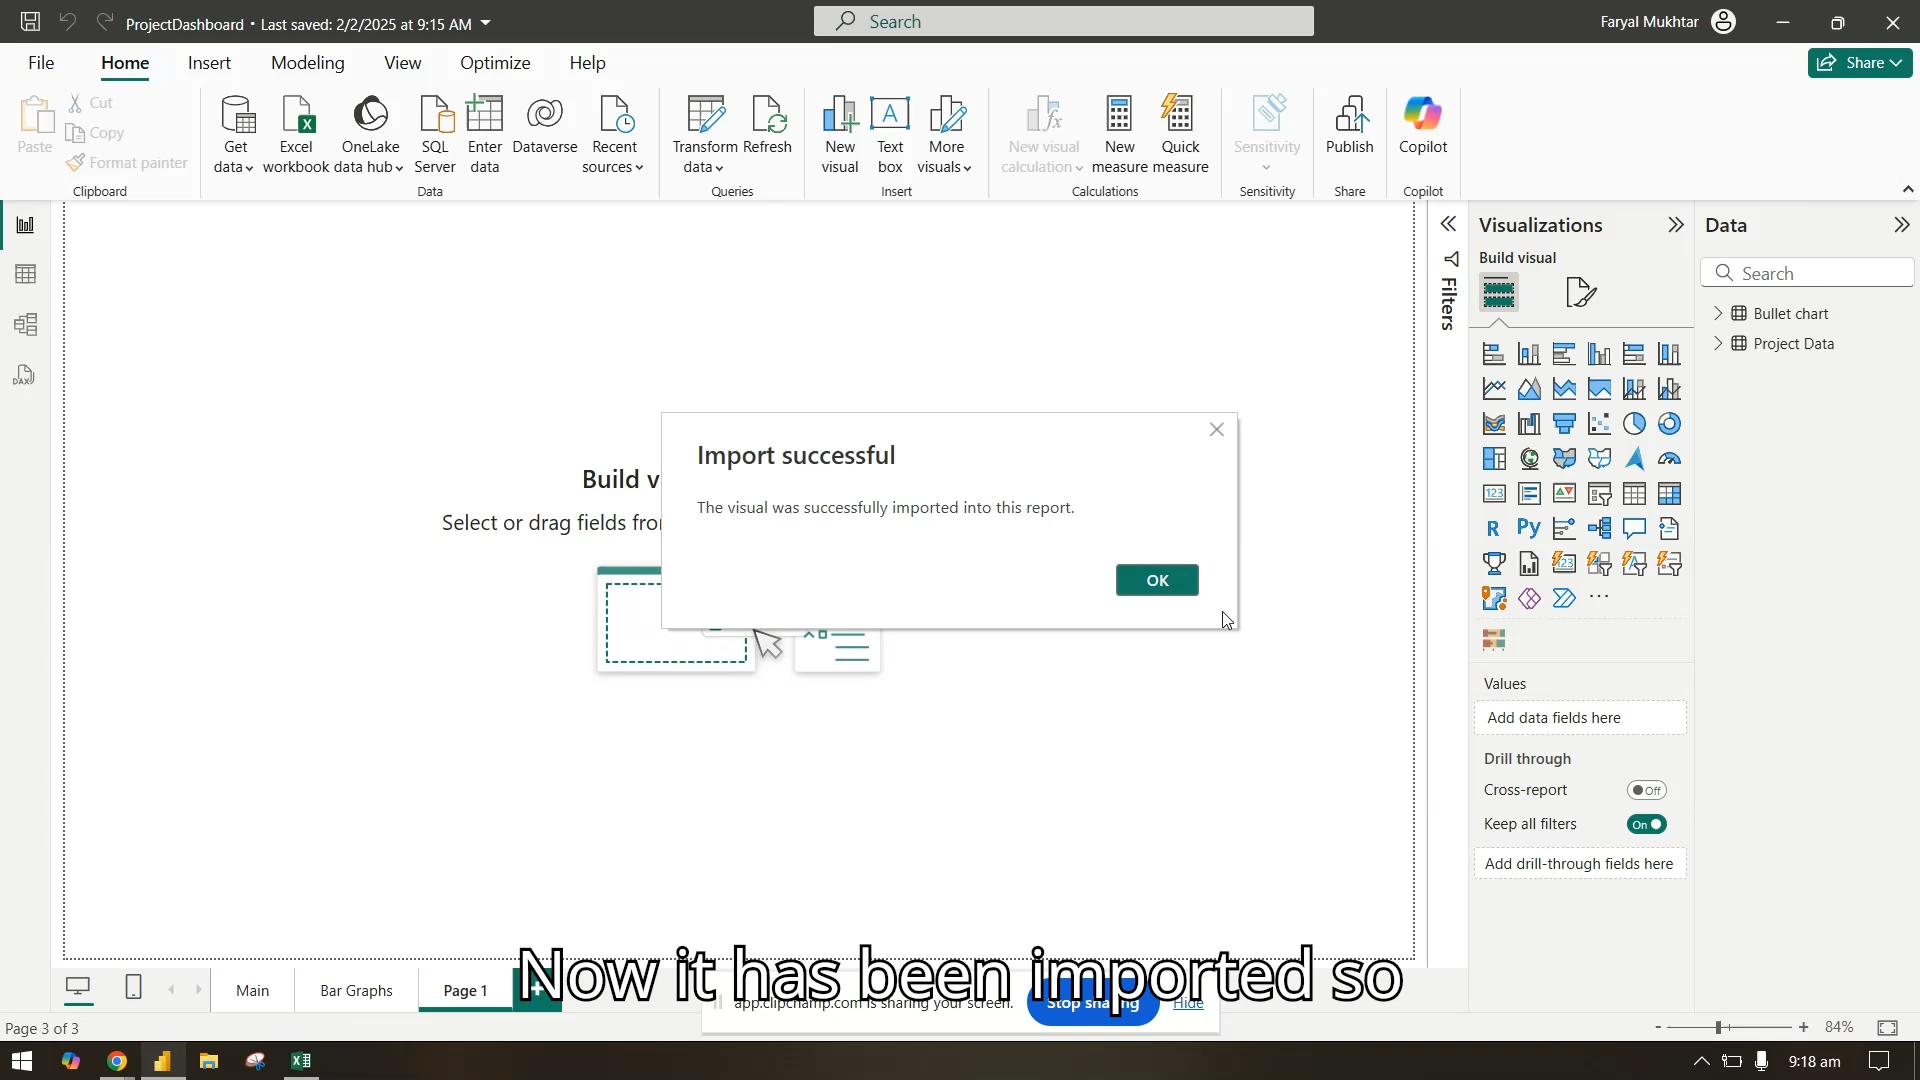 ProjectDashboard • Last saved: 2/2/2025 at 9:15 AM
Search
Faryal Mukhtar
File
Home
Insert
Modeling
View
Optimize
Help
Share
Paste
Cut
Copy
Format painter
Clipboard
Get data
Excel workbook
OneLake data hub
SQL Server
Enter data
Dataverse
Recent sources
Data
Transform data
Refresh
Queries
New visual
Text box
More visuals
Insert
New visual calculation
New measure
Quick measure
Calculations
Sensitivity
Sensitivity
Publish
Share
Copilot
Copilot
DAX
Build v
Select or drag fields fro
Import successful
The visual was successfully imported into this report.
OK
Filters
Visualizations
Build visual
123
R
Py
123
Values
Add data fields here
Drill through
Cross-report
Off
Keep all filters
On
Add drill-through fields here
Data
Search
Bullet chart
Project Data
Now it has been imported so
Main
Bar Graphs
Page 1
app.clipchamp.com is sharing your screen.
Stop sharing
Hide
Page 3 of 3
84%
9:18 am